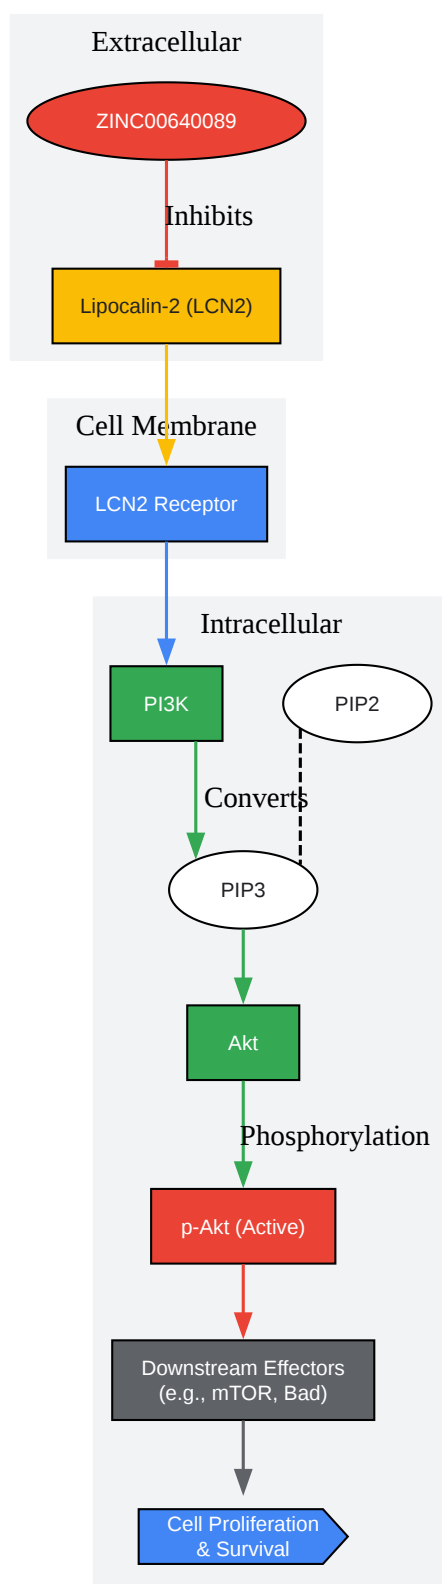 Extracellular
ZINC00640089
Inhibits
Lipocalin-2 (LCN2)
Cell Membrane
LCN2 Receptor
Intracellular
PI3K
PIP2
Converts
PIP3
Akt
Phosphorylation
p-Akt (Active)
Downstream Effectors
(e.g., mTOR, Bad)
Cell Proliferation
& Survival